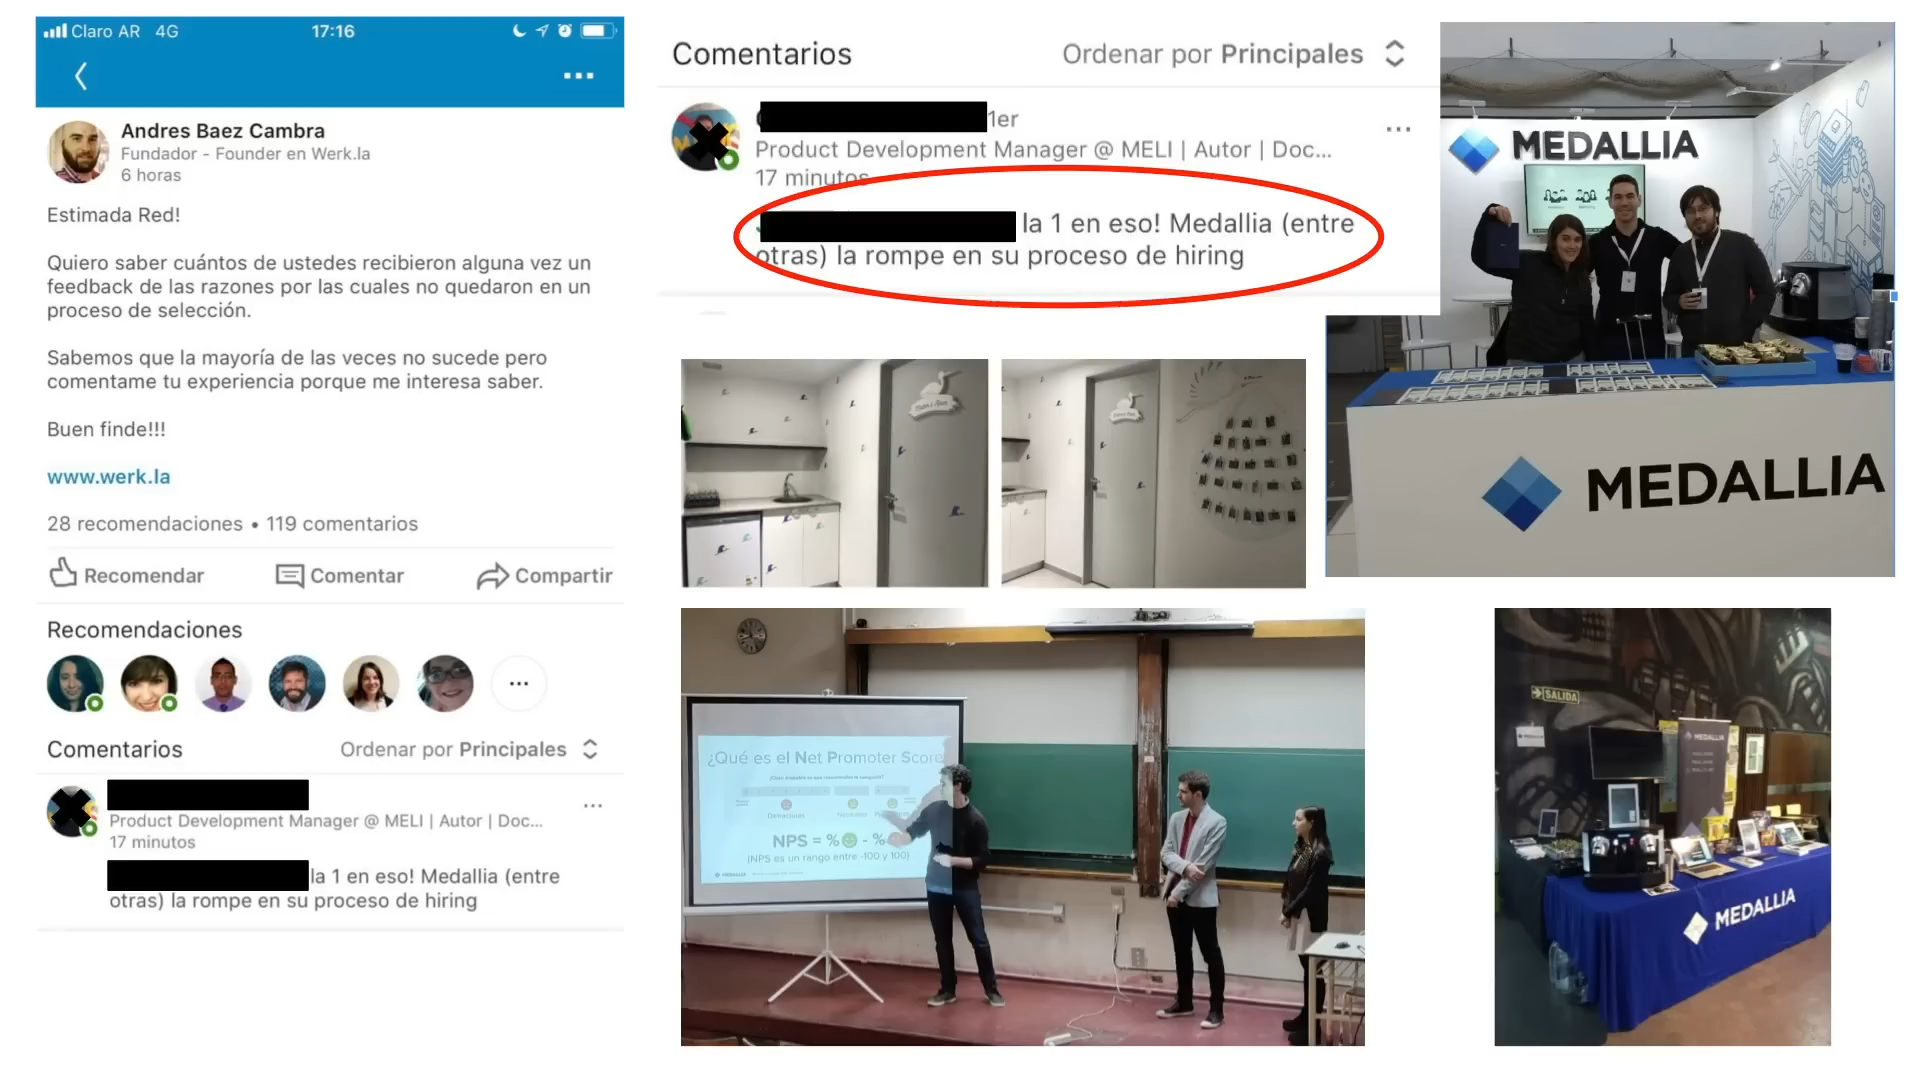 Claro AR 4G 17:16
Andres Baez Cambra
Fundador - Founder en Werk.la
6 horas
Estimada Red!
Quiero saber cuántos de ustedes recibieron alguna vez un
feedback de las razones por las cuales no quedaron en un
proceso de selección.
Sabemos que la mayoría de las veces no sucede pero
comentame tu experiencia porque me interesa saber.
Buen finde!!!
www.werk.la
28 recomendaciones • 119 comentarios
Recomendar Comentar Compartir
Recomendaciones
Comentarios Ordenar por Principales
Product Development Manager @ MELI | Autor | Doc...
17 minutos
la 1 en eso! Medallia (entre
otras) la rompe en su proceso de hiring
Comentarios Ordenar por Principales
1er
Product Development Manager @ MELI | Autor | Doc...
17 minutos
la 1 en eso! Medallia (entre
otras) la rompe en su proceso de hiring
MEDALLIA
MEDALLIA
¿Qué es el Net Promoter Score
Detractores
NPS = % - %
(NPS es un rango entre -100 y 100)
MEDALLIA
SALIDA
MEDALLIA
MEDALLIA